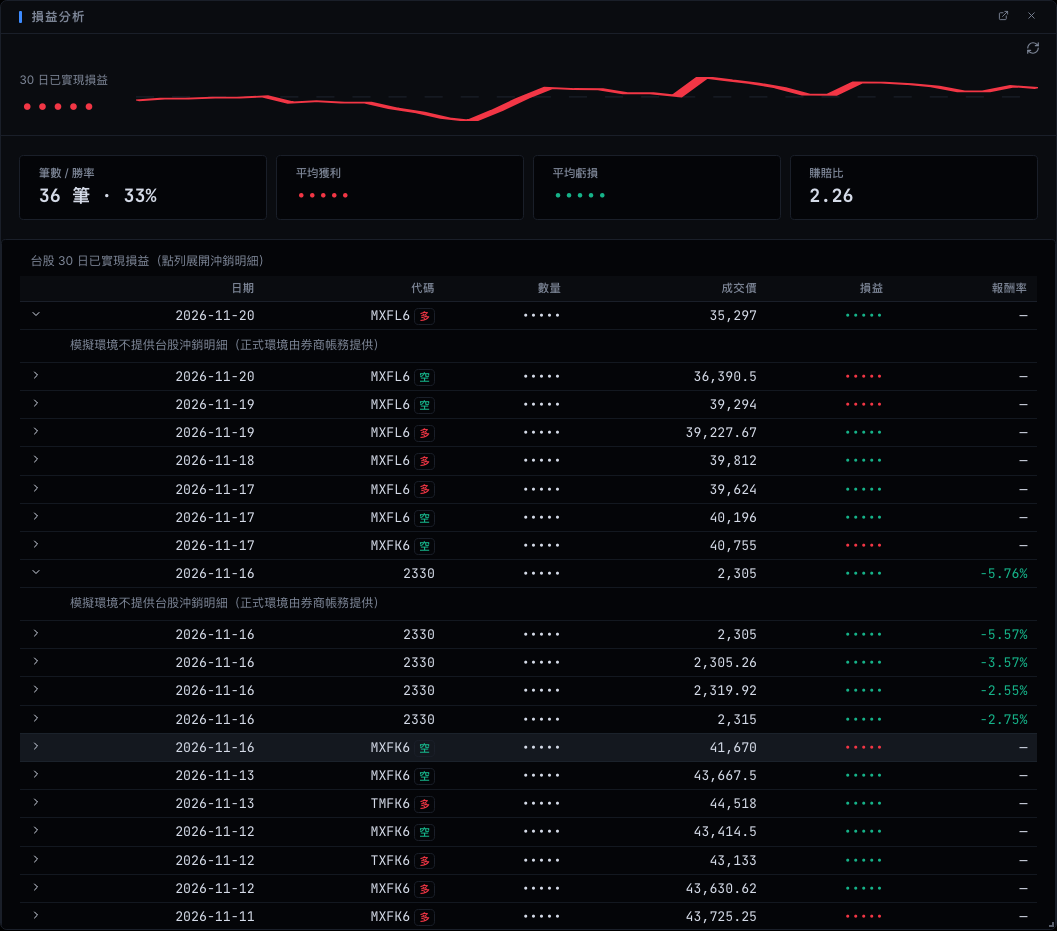 損益分析
30 日已實現損益
•••••
筆數 / 勝率
36 筆 · 33%
平均獲利
•••••
平均虧損
•••••
賺賠比
2.26
台股 30 日已實現損益（點列展開沖銷明細）
日期 代碼 數量 成交價 損益 報酬率
2026-11-20 MXFL6 多 ••••• 35,297 ••••• —
模擬環境不提供台股沖銷明細（正式環境由券商帳務提供）
2026-11-20 MXFL6 空 ••••• 36,390.5 ••••• —
2026-11-19 MXFL6 空 ••••• 39,294 ••••• —
2026-11-19 MXFL6 多 ••••• 39,227.67 ••••• —
2026-11-18 MXFL6 多 ••••• 39,812 ••••• —
2026-11-17 MXFL6 多 ••••• 39,624 ••••• —
2026-11-17 MXFL6 空 ••••• 40,196 ••••• —
2026-11-17 MXFK6 空 ••••• 40,755 ••••• —
2026-11-16 2330 ••••• 2,305 ••••• -5.76%
模擬環境不提供台股沖銷明細（正式環境由券商帳務提供）
2026-11-16 2330 ••••• 2,305 ••••• -5.57%
2026-11-16 2330 ••••• 2,305.26 ••••• -3.57%
2026-11-16 2330 ••••• 2,319.92 ••••• -2.55%
2026-11-16 2330 ••••• 2,315 ••••• -2.75%
2026-11-16 MXFK6 空 ••••• 41,670 ••••• —
2026-11-13 MXFK6 空 ••••• 43,667.5 ••••• —
2026-11-13 TMFK6 多 ••••• 44,518 ••••• —
2026-11-12 MXFK6 空 ••••• 43,414.5 ••••• —
2026-11-12 TXFK6 多 ••••• 43,133 ••••• —
2026-11-12 MXFK6 多 ••••• 43,630.62 ••••• —
2026-11-11 MXFK6 多 ••••• 43,725.25 ••••• —